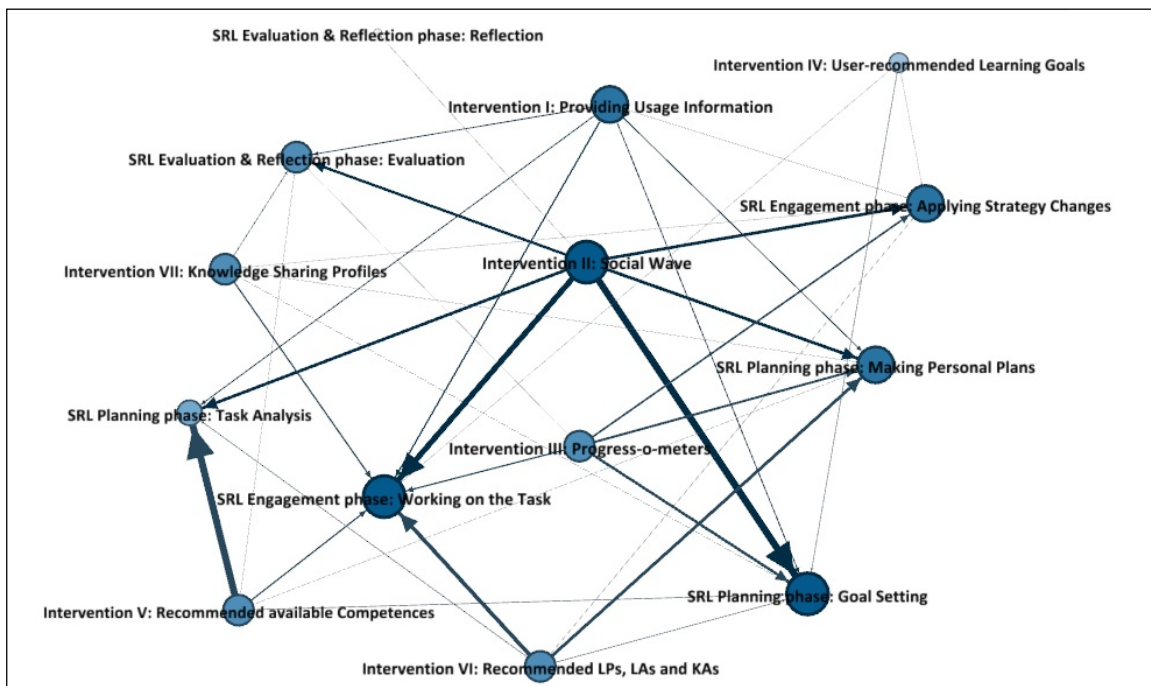 SRL Evaluation & Reflection phase: Reflection
Intervention IV: User-recommended Learning Goals
Intervention I: Providing Usage Information
SRL Evaluation & Reflection phase: Evaluation
SRL Engagement phase: Applying Strategy Changes
Intervention II: Social Wave
Intervention VII: Knowledge Sharing Profiles
SRL Planning phase: Making Personal Plans
SRL Planning phase: Task Analysis
Intervention III: Progress-o-meters
SRL Engagement phase: Working on the Task
SRL Planning phase: Goal Setting
Intervention V: Recommended available Competences
Intervention VI: Recommended LPs, LAs and KAs